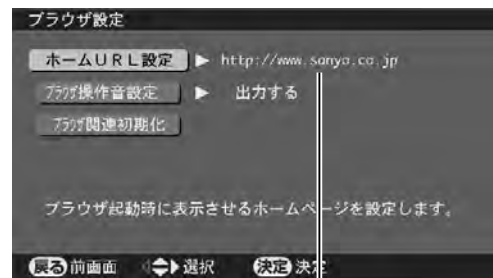 ブラウザ設定
ホームURL設定 ▶ http://www.sanyo.co.jp
ﾌﾞﾗｳｻﾞ操作音設定 ▶ 出力する
ﾌﾞﾗｳｻﾞ関連初期化
ブラウザ起動時に表示させるホームページを設定します。
戻る 前画面 選択 決定 決定